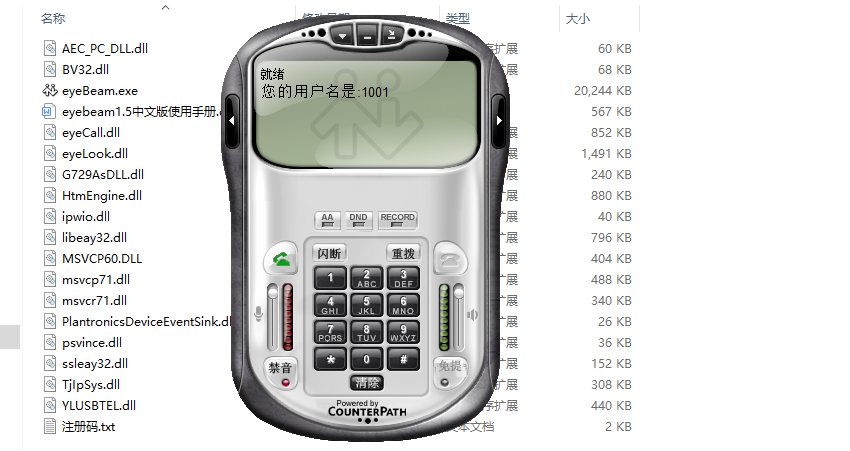 名称 类型 大小
AEC_PC_DLL.dll 60 KB
BV32.dll 68 KB
eyeBeam.exe 20,244 KB
eyebeam1.5中文版使用手册. 567 KB
eyeCall.dll 852 KB
eyeLook.dll 1,491 KB
G729AsDLL.dll 240 KB
HtmEngine.dll 880 KB
ipwio.dll 40 KB
libeay32.dll 796 KB
MSVCP60.DLL 404 KB
msvcp71.dll 488 KB
msvcr71.dll 340 KB
PlantronicsDeviceEventSink.dll 26 KB
psvince.dll 36 KB
ssleay32.dll 152 KB
TjIpSys.dll 308 KB
YLUSBTEL.dll 440 KB
注册码.txt 文本文档 2 KB
就绪
您的用户名是:1001
AA DND RECORD
闪断 重拨
1 2 ABC 3 DEF
4 GHI 5 JKL 6 MNO
7 PQRS 8 TUV 9 WXYZ
* 0 #
禁音 清除 免提
Powered by
COUNTERPATH